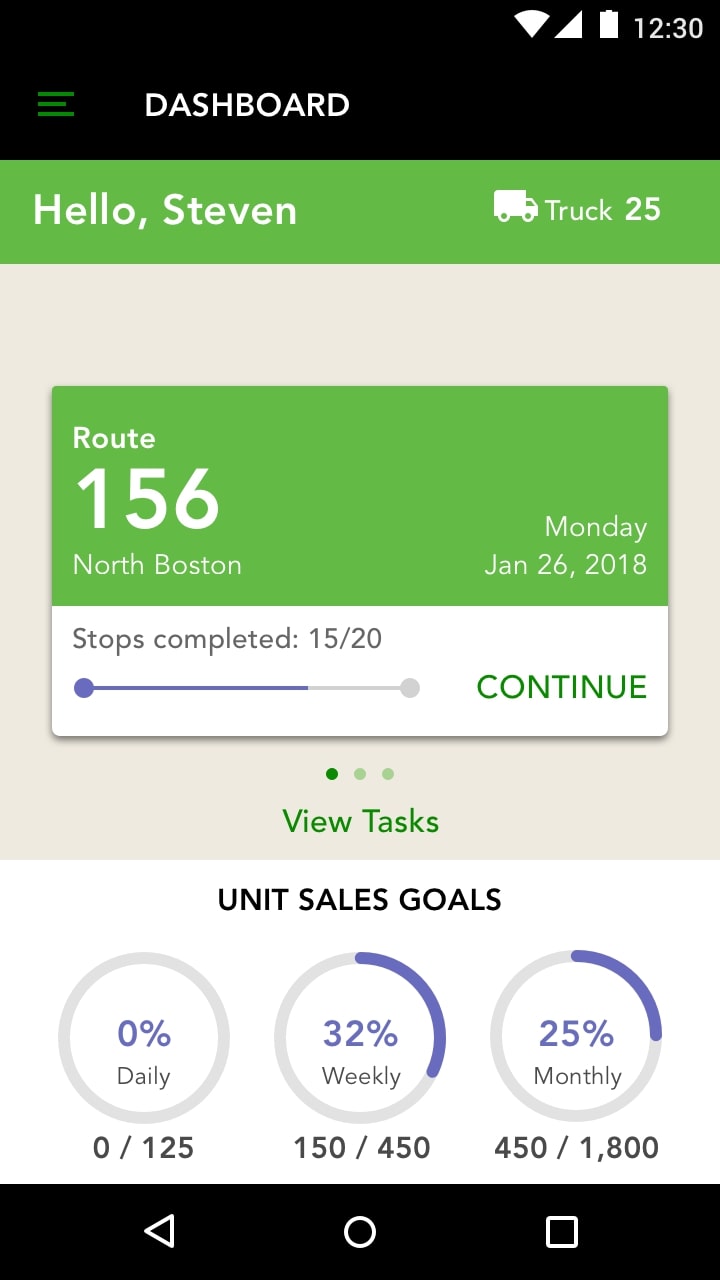 12:30
DASHBOARD
Hello, Steven
Truck 25
Route
156
North Boston
Monday
Jan 26, 2018
Stops completed: 15/20
CONTINUE
View Tasks
UNIT SALES GOALS
0% 32% 25%
Daily Weekly Monthly
0 / 125 150 / 450 450 / 1,800